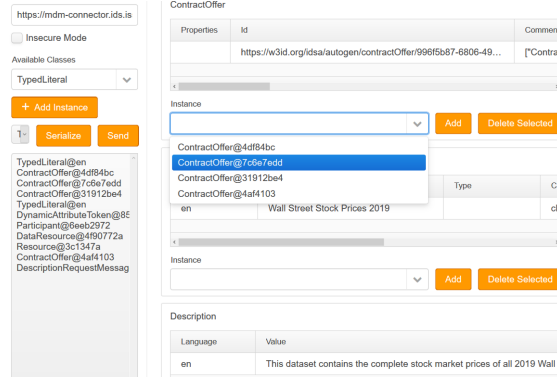 https://mdm-connector.ids.is
Insecure Mode
Available Classes
TypedLiteral
+ Add Instance
Serialize
Send
TypedLiteral@en
ContractOffer@4df84bc
ContractOffer@7c6e7edd
ContractOffer@31912be4
TypedLiteral@en
DynamicAttributeToken@85
Participant@6eeb2972
DataResource@4f90772a
Resource@3c1347a
ContractOffer@4af4103
DescriptionRequestMessag
ContractOffer
Properties
Id
Commen
https://w3id.org/idsa/autogen/contractOffer/996f5b87-6806-49...
["Contra
Instance
Add
Delete Selected
ContractOffer@4df84bc
ContractOffer@7c6e7edd
ContractOffer@31912be4
ContractOffer@4af4103
Type
C
en
Wall Street Stock Prices 2019
Instance
Add
Delete Selected
Description
Language
Value
en
This dataset contains the complete stock market prices of all 2019 Wall